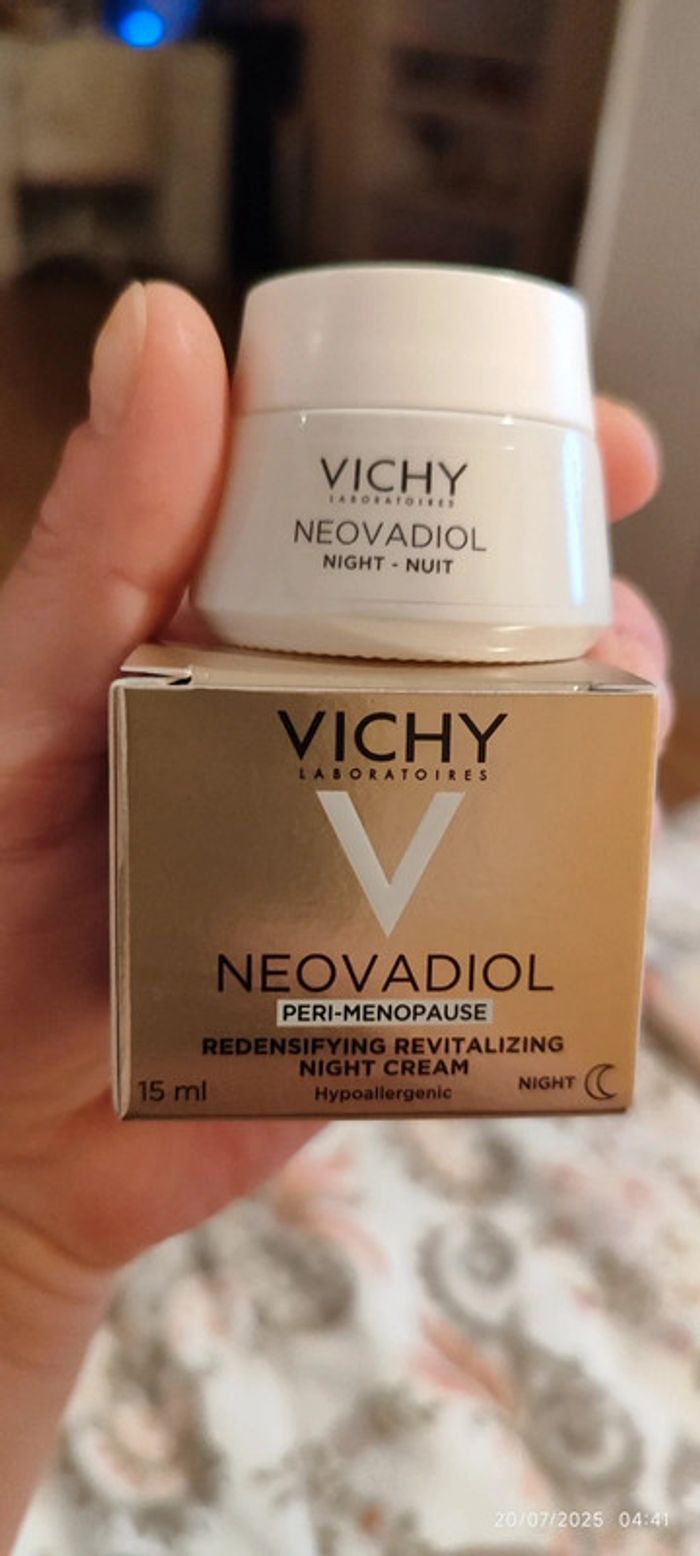 VICHY
LABORATOIRES
NEOVADIOL
NIGHT - NUIT
VICHY
LABORATOIRES
V
NEOVADIOL
PERI-MENOPAUSE
REDENSIFYING REVITALIZING
NIGHT CREAM
Hypoallergenic
15 ml
NIGHT
20/07/2025 04:41